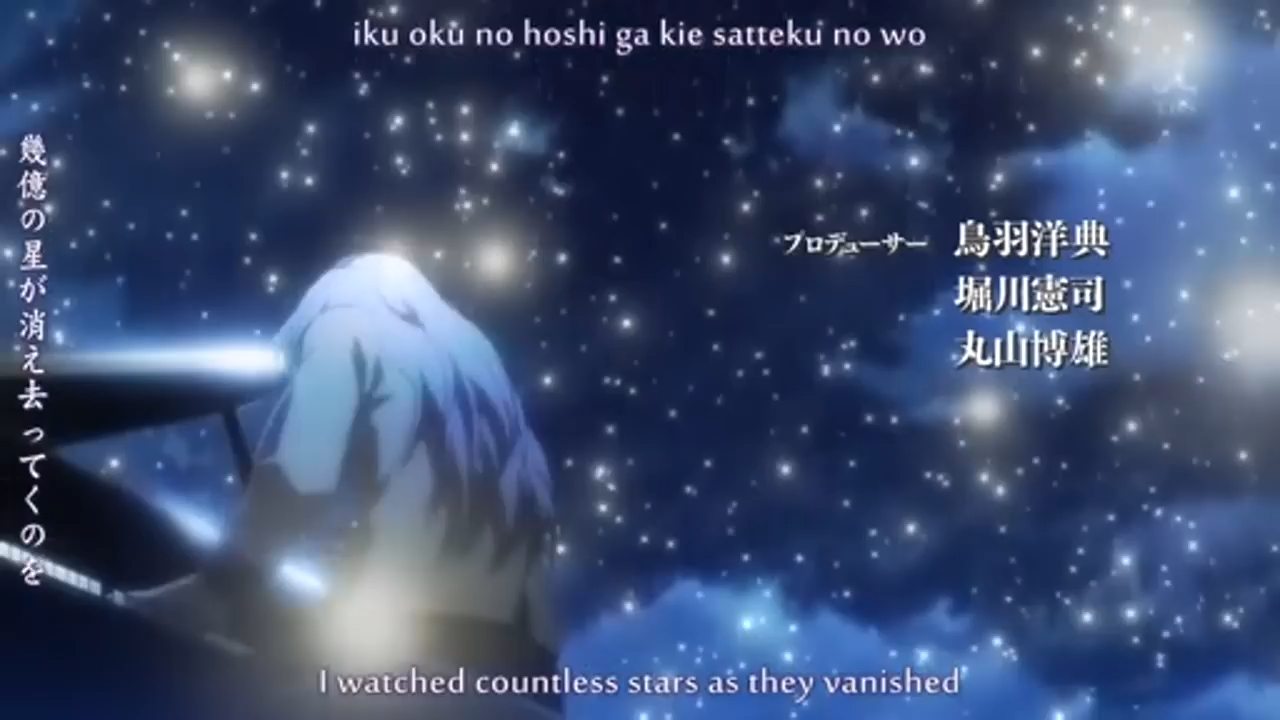 iku oku no hoshi ga kie satteku no wo
幾億の星が消え去ってくのを
プロデューサー 鳥羽洋典
堀川憲司
丸山博雄
I watched countless stars as they vanished